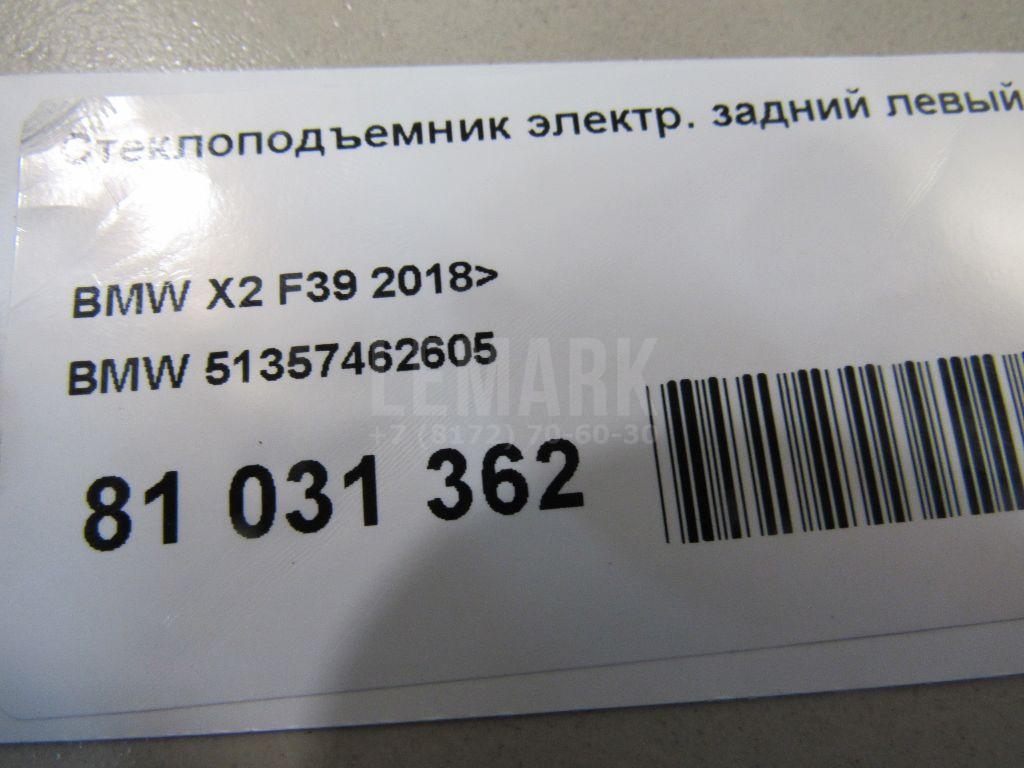 Стеклоподъемник электр. задний левый
BMW X2 F39 2018>
BMW 51357462605
LEMARK
+7 (8172) 70-60-30
81 031 362